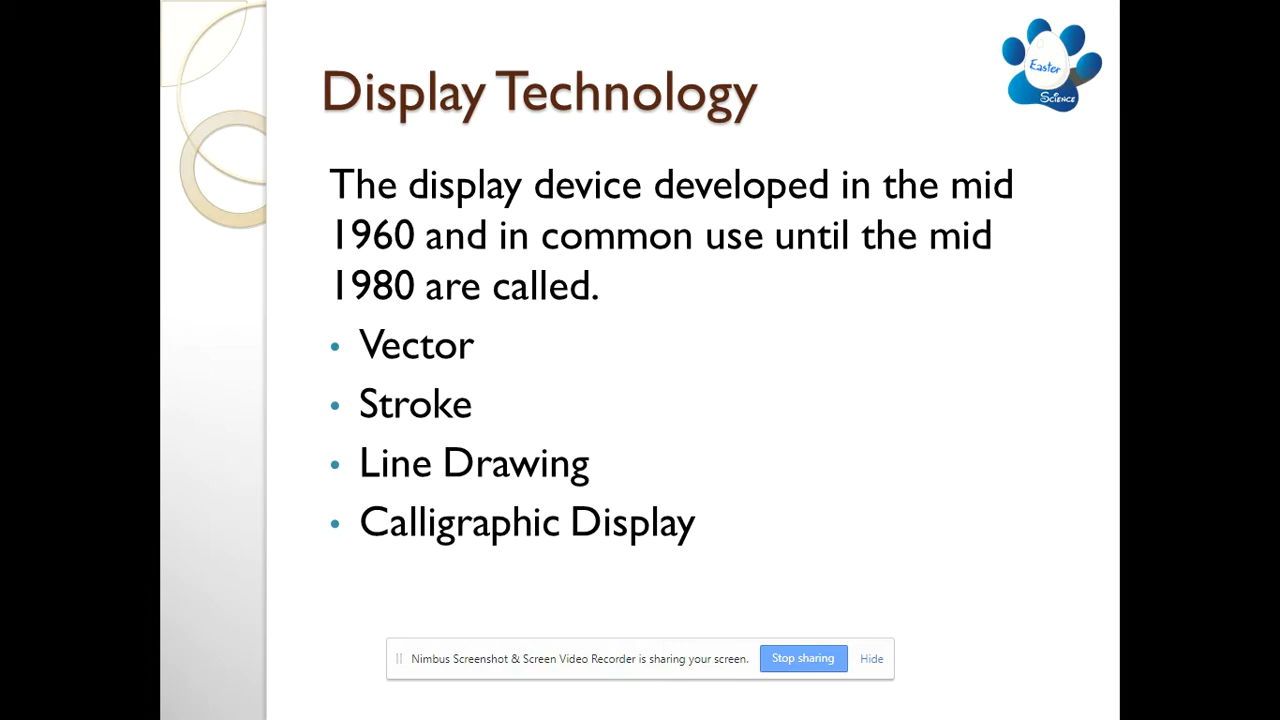 Easter
Science
Display Technology
The display device developed in the mid
1960 and in common use until the mid
1980 are called.
• Vector
• Stroke
• Line Drawing
• Calligraphic Display
Nimbus Screenshot & Screen Video Recorder is sharing your screen. Stop sharing Hide